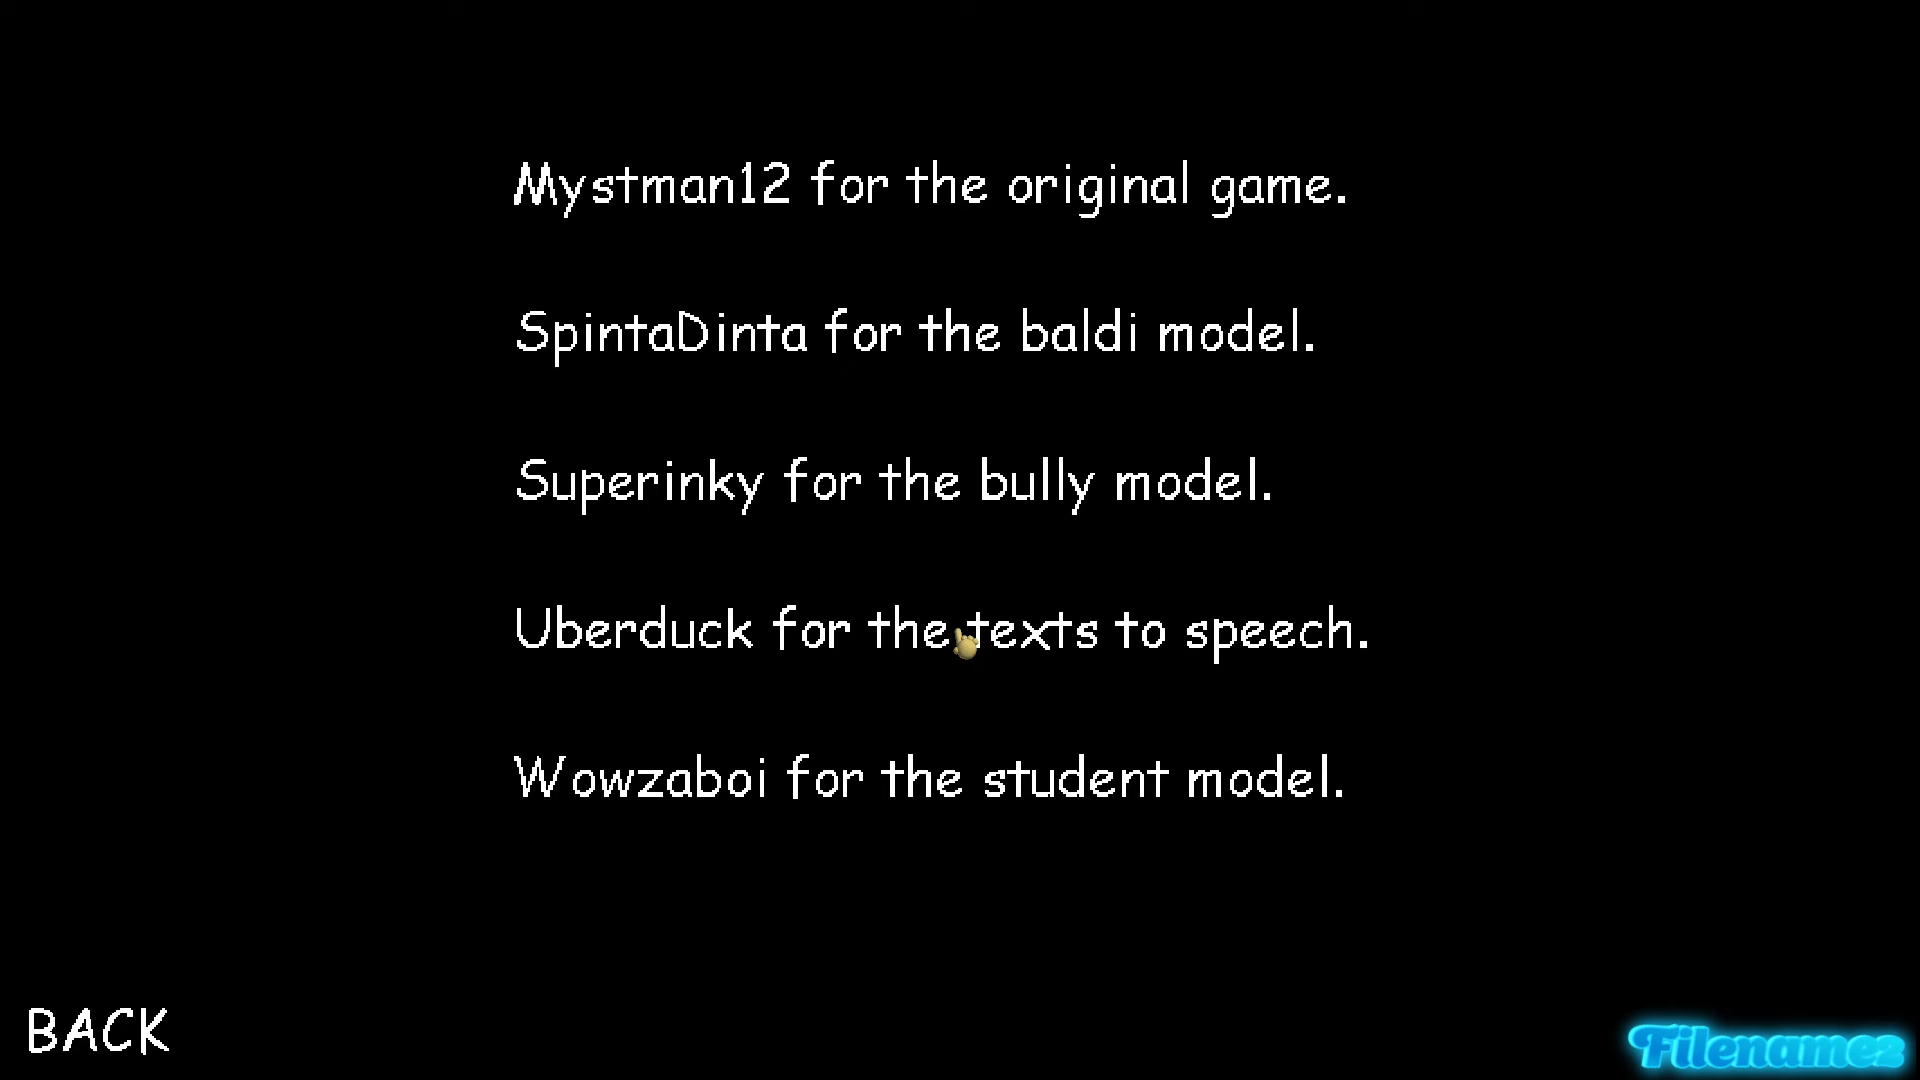 Mystman12 for the original game.
SpintaDinta for the baldi model.
Superinky for the bully model.
Uberduck for the texts to speech.
Wowzaboi for the student model.
BACK
Filename2